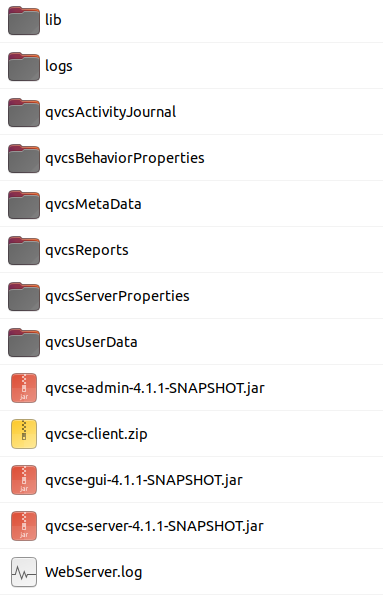 lib
logs
qvcsActivityJournal
qvcsBehaviorProperties
qvcsMetaData
qvcsReports
qvcsServerProperties
qvcsUserData
qvcse-admin-4.1.1-SNAPSHOT.jar
qvcse-client.zip
qvcse-gui-4.1.1-SNAPSHOT.jar
qvcse-server-4.1.1-SNAPSHOT.jar
WebServer.log